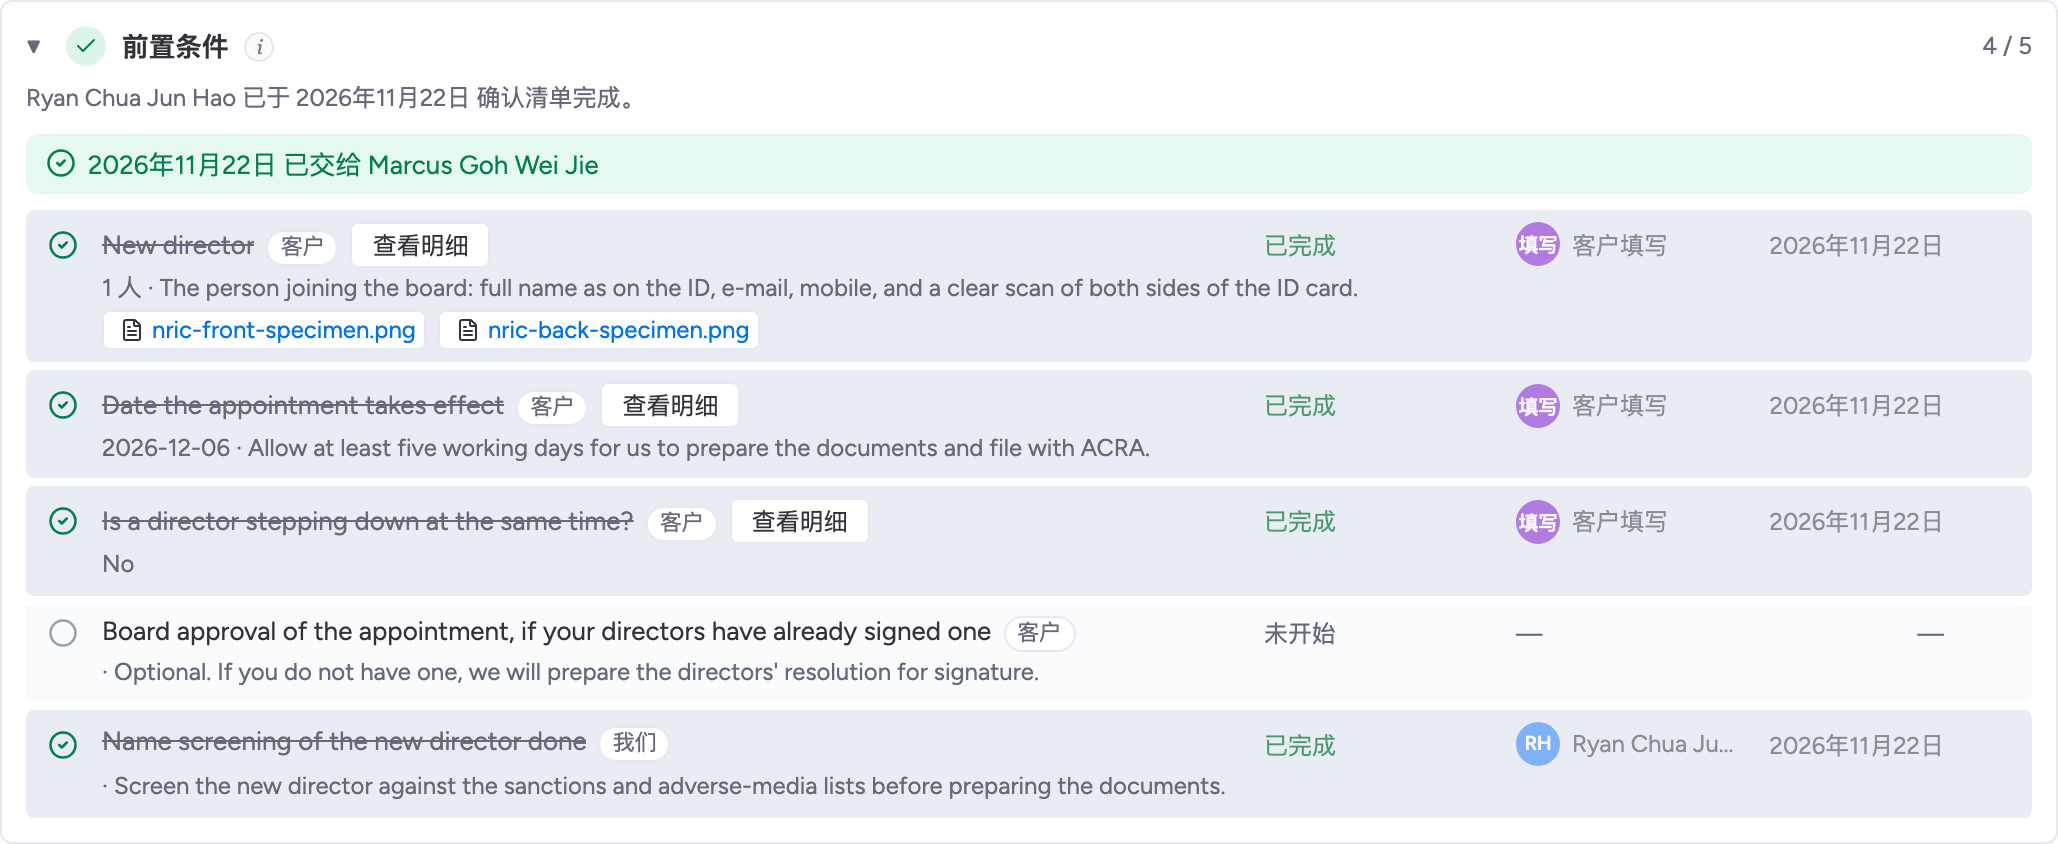 前置条件 i 4 / 5
Ryan Chua Jun Hao 已于 2026年11月22日 确认清单完成。
2026年11月22日 已交给 Marcus Goh Wei Jie
New director 客户 查看明细 已完成 填写 客户填写 2026年11月22日
1 人 · The person joining the board: full name as on the ID, e-mail, mobile, and a clear scan of both sides of the ID card.
nric-front-specimen.png nric-back-specimen.png
Date the appointment takes effect 客户 查看明细 已完成 填写 客户填写 2026年11月22日
2026-12-06 · Allow at least five working days for us to prepare the documents and file with ACRA.
Is a director stepping down at the same time? 客户 查看明细 已完成 填写 客户填写 2026年11月22日
No
Board approval of the appointment, if your directors have already signed one 客户 未开始 — —
· Optional. If you do not have one, we will prepare the directors' resolution for signature.
Name screening of the new director done 我们 已完成 RH Ryan Chua Ju... 2026年11月22日
· Screen the new director against the sanctions and adverse-media lists before preparing the documents.